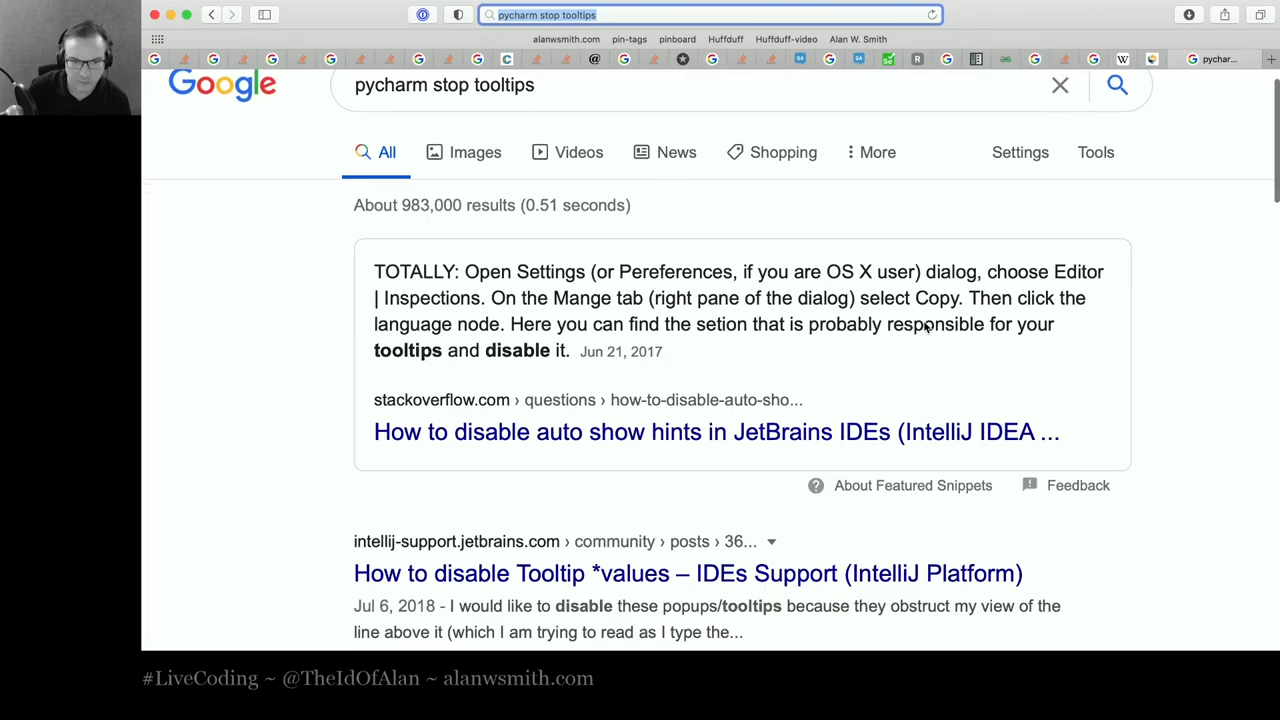 pycharm stop tooltips
alanwsmith.com pin-tags pinboard Huffduff Huffduff-video Alan W. Smith
pychar...
Google pycharm stop tooltips
All Images Videos News Shopping More Settings Tools
About 983,000 results (0.51 seconds)
TOTALLY: Open Settings (or Pereferences, if you are OS X user) dialog, choose Editor
| Inspections. On the Mange tab (right pane of the dialog) select Copy. Then click the
language node. Here you can find the setion that is probably responsible for your
tooltips and disable it. Jun 21, 2017
stackoverflow.com › questions › how-to-disable-auto-sho...
How to disable auto show hints in JetBrains IDEs (IntelliJ IDEA ...
About Featured Snippets Feedback
intellij-support.jetbrains.com › community › posts › 36...
How to disable Tooltip *values – IDEs Support (IntelliJ Platform)
Jul 6, 2018 - I would like to disable these popups/tooltips because they obstruct my view of the
line above it (which I am trying to read as I type the...
#LiveCoding ~ @TheIdOfAlan ~ alanwsmith.com